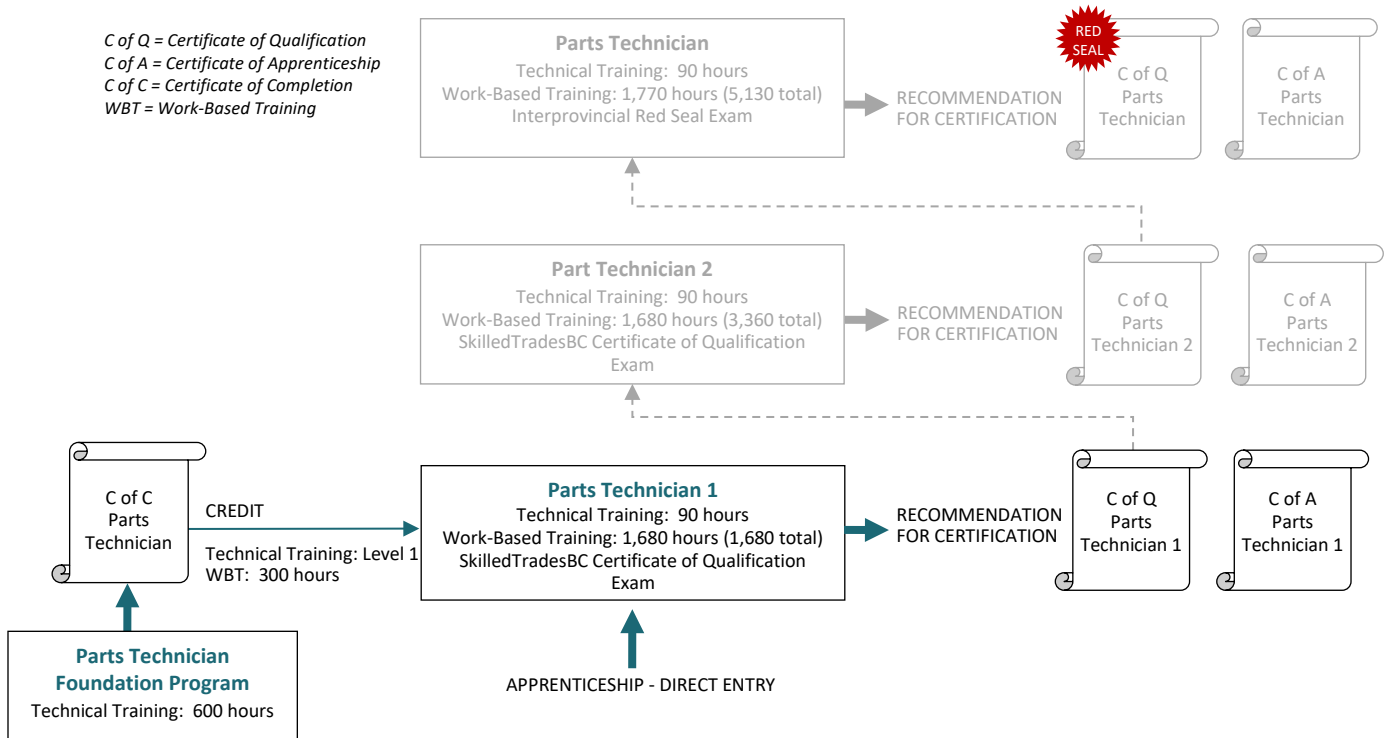 C of Q = Certificate of Qualification
C of A = Certificate of Apprenticeship
C of C = Certificate of Completion
WBT = Work-Based Training
Parts Technician
Technical Training: 90 hours
Work-Based Training: 1,770 hours (5,130 total)
Interprovincial Red Seal Exam
RECOMMENDATION
FOR CERTIFICATION
RED
SEAL
C of Q
Parts
Technician
C of A
Parts
Technician
Part Technician 2
Technical Training: 90 hours
Work-Based Training: 1,680 hours (3,360 total)
SkilledTradesBC Certificate of Qualification
Exam
RECOMMENDATION
FOR CERTIFICATION
C of Q
Parts
Technician 2
C of A
Parts
Technician 2
C of C
Parts
Technician
CREDIT
Technical Training: Level 1
WBT: 300 hours
Parts Technician 1
Technical Training: 90 hours
Work-Based Training: 1,680 hours (1,680 total)
SkilledTradesBC Certificate of Qualification
Exam
RECOMMENDATION
FOR CERTIFICATION
C of Q
Parts
Technician 1
C of A
Parts
Technician 1
Parts Technician
Foundation Program
Technical Training: 600 hours
APPRENTICESHIP - DIRECT ENTRY